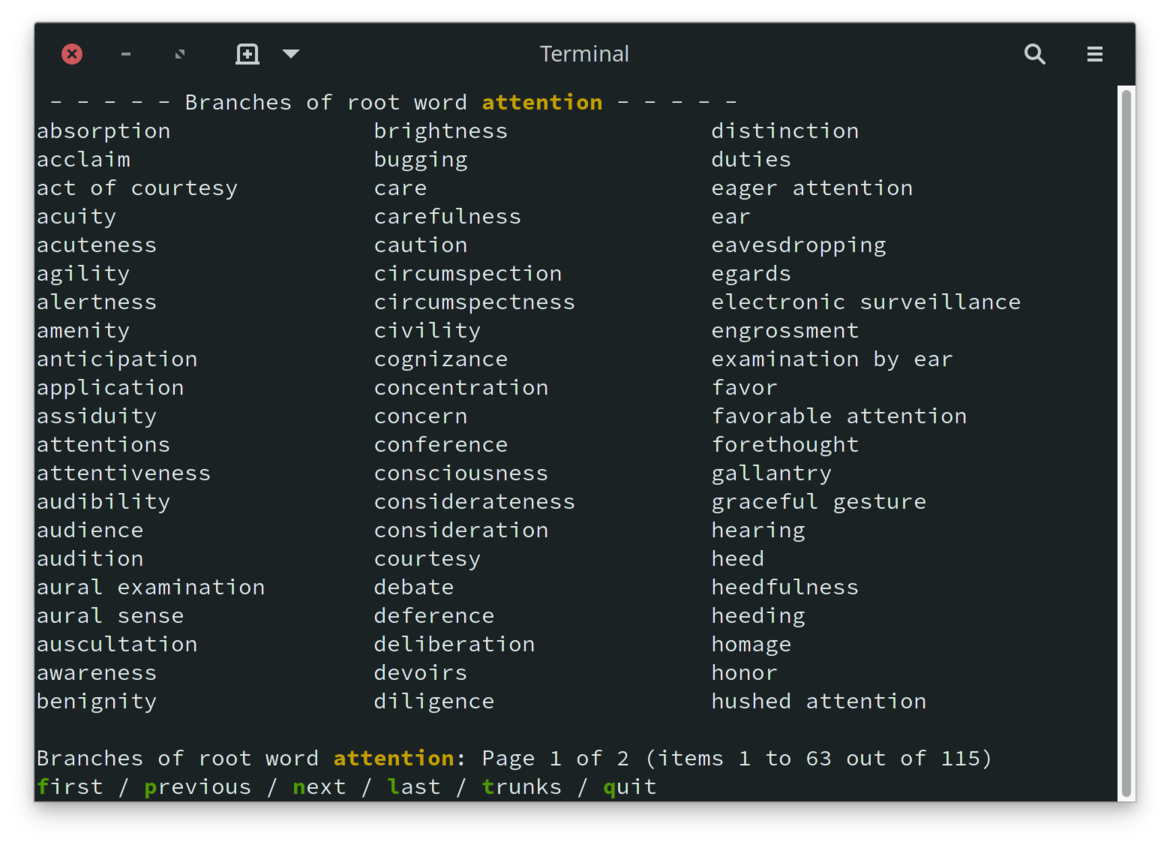 Terminal
- - - - - Branches of root word attention - - - - -
absorption brightness distinction
acclaim bugging duties
act of courtesy care eager attention
acuity carefulness ear
acuteness caution eavesdropping
agility circumspection egards
alertness circumspectness electronic surveillance
amenity civility engrossment
anticipation cognizance examination by ear
application concentration favor
assiduity concern favorable attention
attentions conference forethought
attentiveness consciousness gallantry
audibility considerateness graceful gesture
audience consideration hearing
audition courtesy heed
aural examination debate heedfulness
aural sense deference heeding
auscultation deliberation homage
awareness devoirs honor
benignity diligence hushed attention
Branches of root word attention: Page 1 of 2 (items 1 to 63 out of 115)
first / previous / next / last / trunks / quit